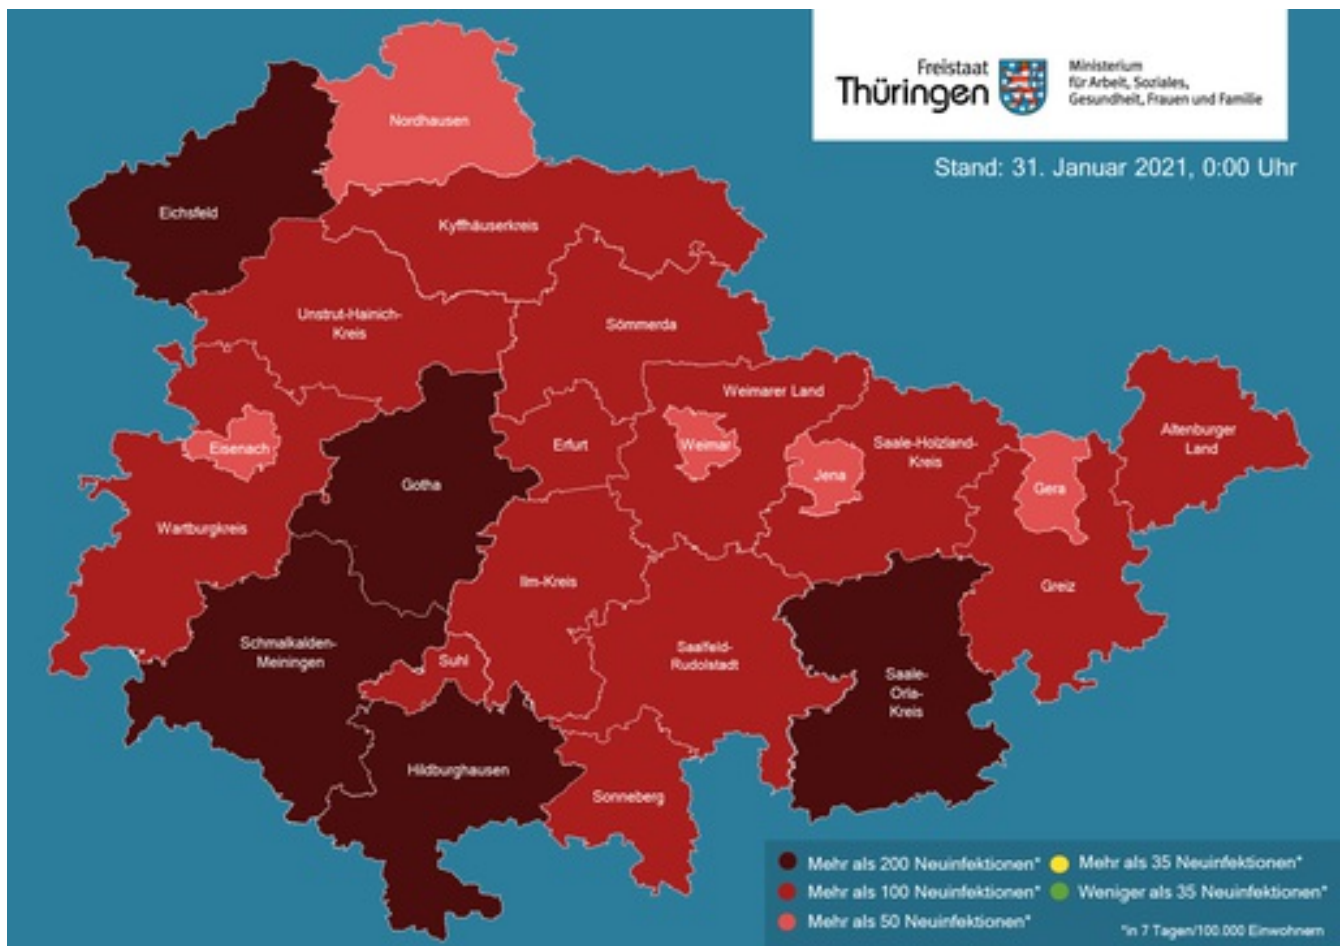 Freistaat
Thüringen
Ministerium
für Arbeit, Soziales,
Gesundheit, Frauen und Familie
Stand: 31. Januar 2021, 0:00 Uhr
Nordhausen
Eichsfeld
Kyffhäuserkreis
Unstrut-Hainich-
Kreis
Sömmerda
Weimarer Land
Eisenach
Erfurt
Weimar
Jena
Saale-Holzland-
Kreis
Gera
Altenburger
Land
Gotha
Wartburgkreis
Ilm-Kreis
Greiz
Schmalkalden-
Meiningen
Suhl
Saalfeld-
Rudolstadt
Saale-
Orla-
Kreis
Hildburghausen
Sonneberg
Mehr als 200 Neuinfektionen*
Mehr als 100 Neuinfektionen*
Mehr als 50 Neuinfektionen*
Mehr als 35 Neuinfektionen*
Weniger als 35 Neuinfektionen*
*in 7 Tagen/100.000 Einwohnern